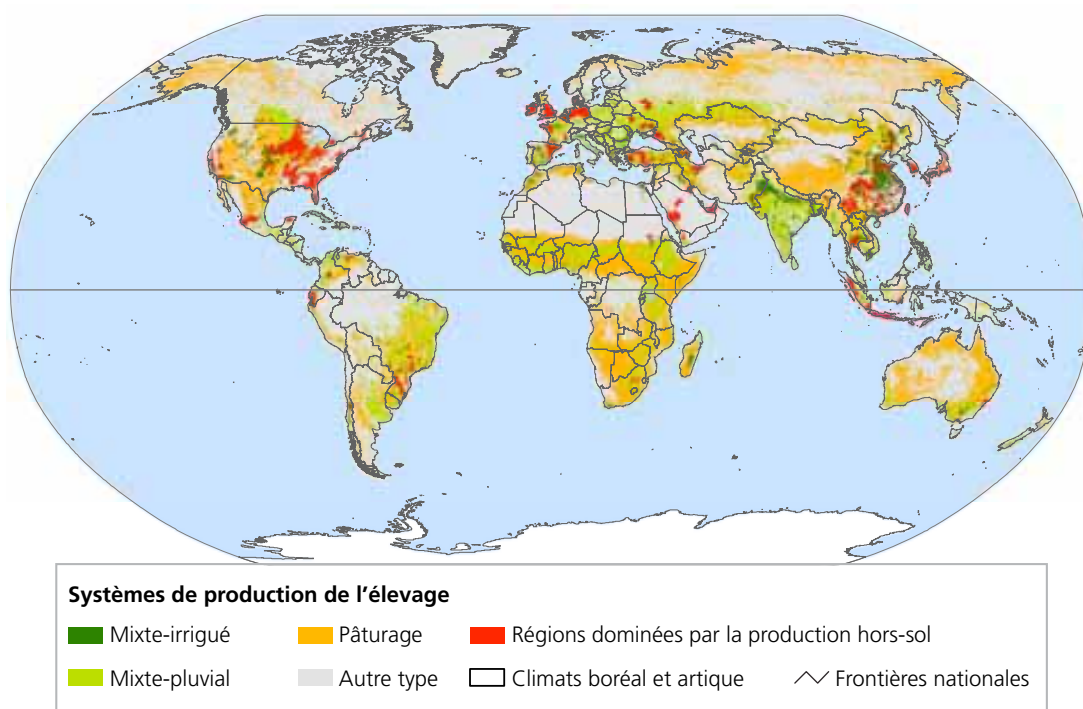 Systèmes de production de l'élevage
Mixte-irrigué
Pâturage
Régions dominées par la production hors-sol
Mixte-pluvial
Autre type
Climats boréal et artique
Frontières nationales